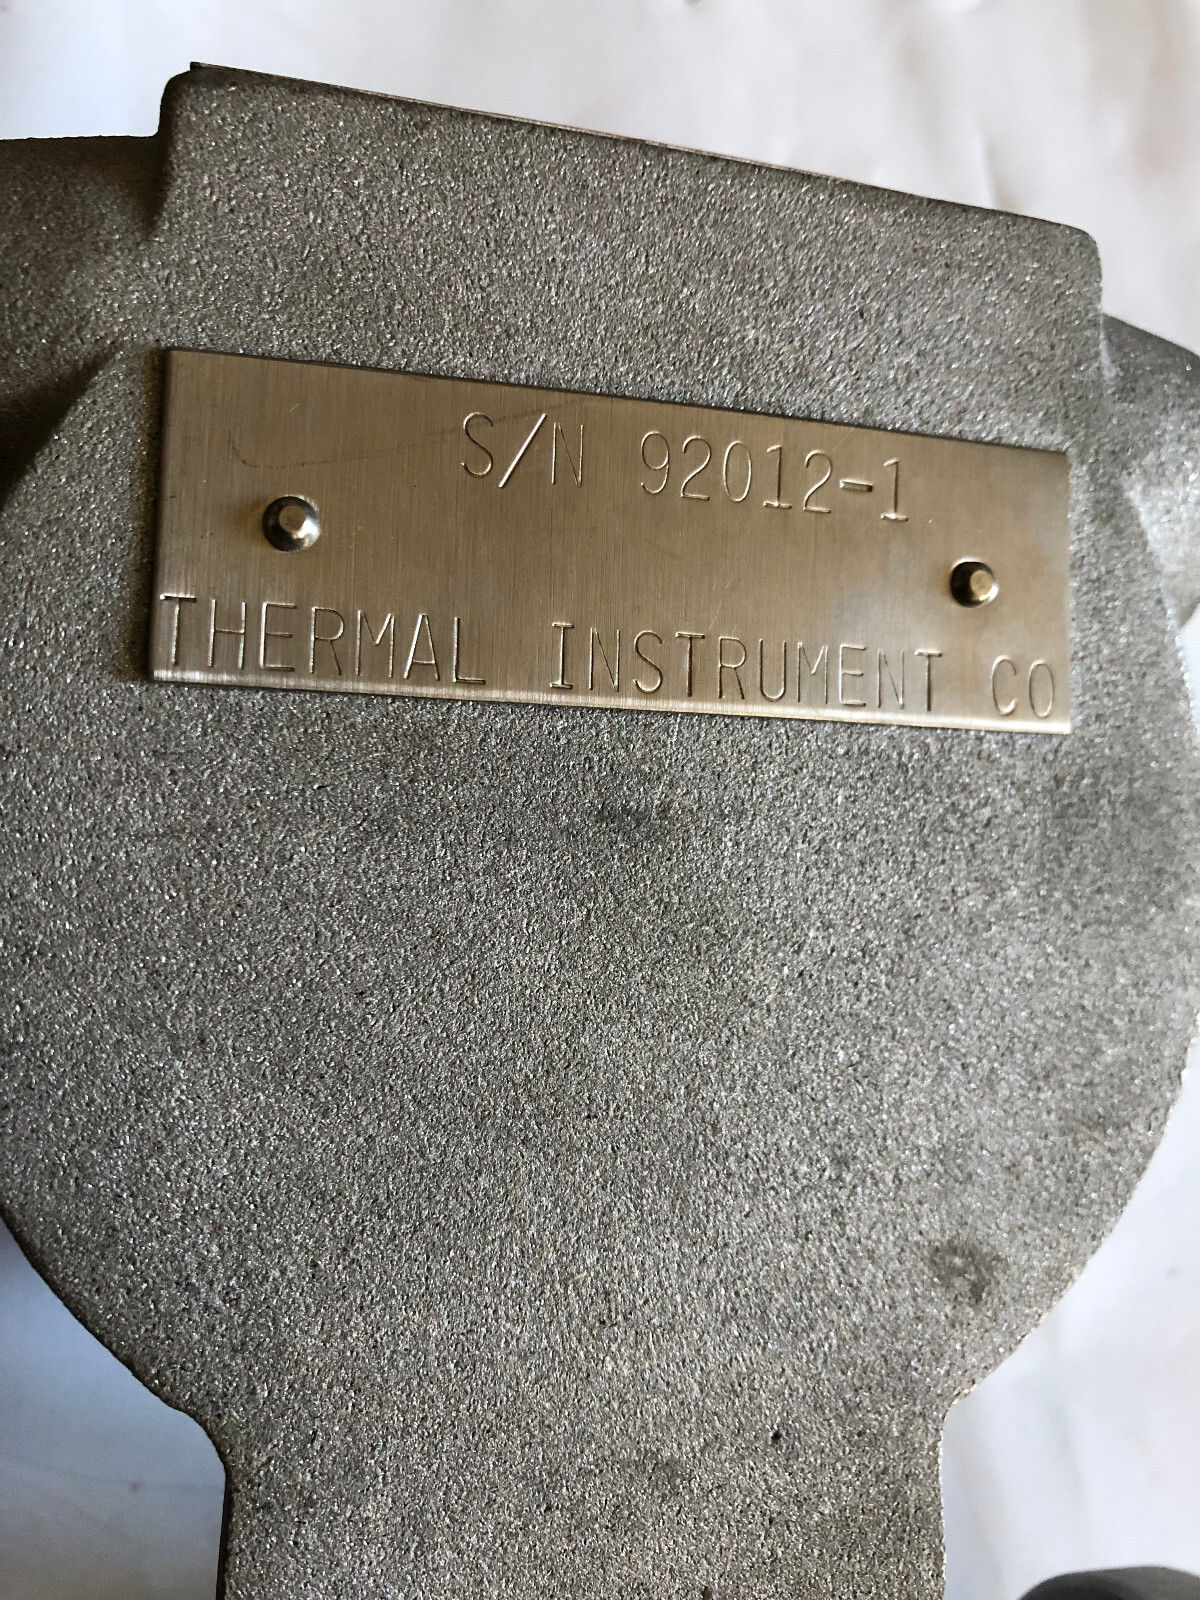 S/N 92012-1
THERMAL INSTRUMENT CO